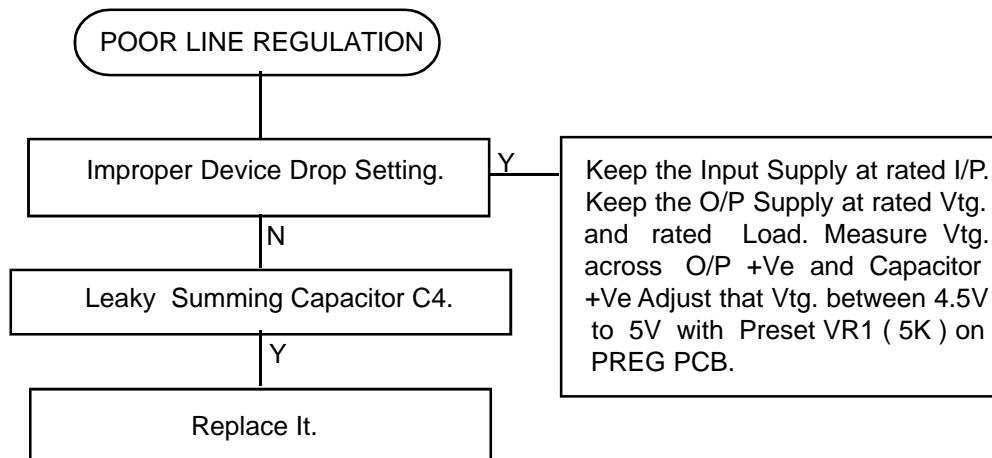 POOR LINE REGULATION
Improper Device Drop Setting.
Y
Keep the Input Supply at rated I/P.
Keep the O/P Supply at rated Vtg.
and rated Load. Measure Vtg.
across O/P +Ve and Capacitor
+Ve Adjust that Vtg. between 4.5V
to 5V with Preset VR1 ( 5K ) on
PREG PCB.
N
Leaky Summing Capacitor C4.
Y
Replace It.